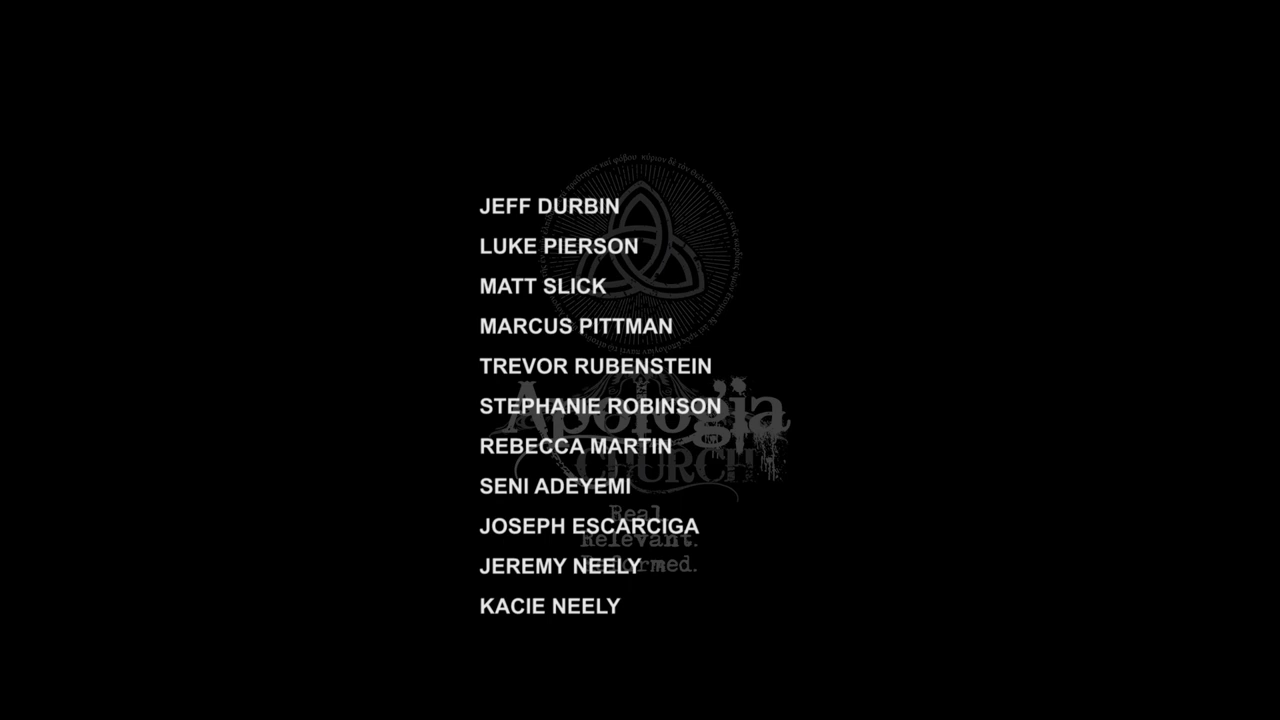 JEFF DURBIN
LUKE PIERSON
MATT SLICK
MARCUS PITTMAN
TREVOR RUBENSTEIN
STEPHANIE ROBINSON
REBECCA MARTIN
SENI ADEYEMI
JOSEPH ESCARCIGA
JEREMY NEELY
KACIE NEELY
Apologia
CHURCH
Real.
Relevant.
Reformed.